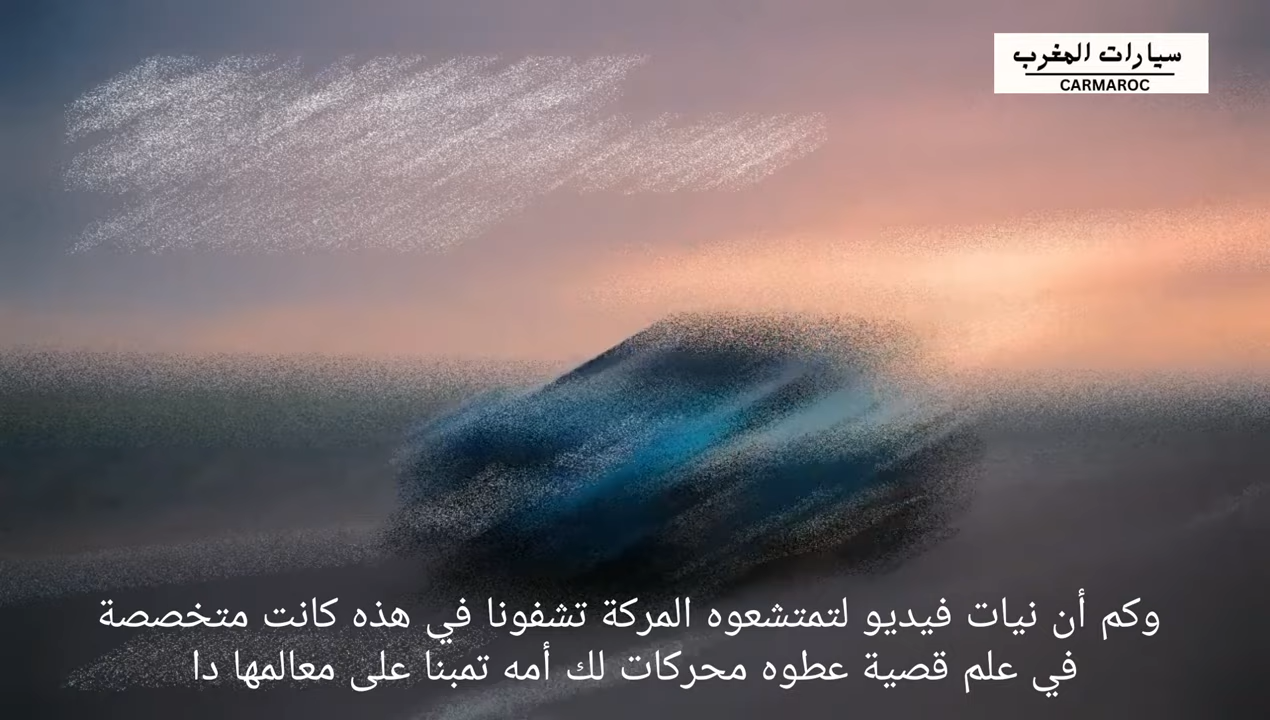 سيارات المغرب
CARMAROC
وكم أن نيات فيديو لتمتشعوه المركة تشفونا في هذه كانت متخصصة
في علم قصية عطوه محركات لك أمه تمبنا على معالمها دا